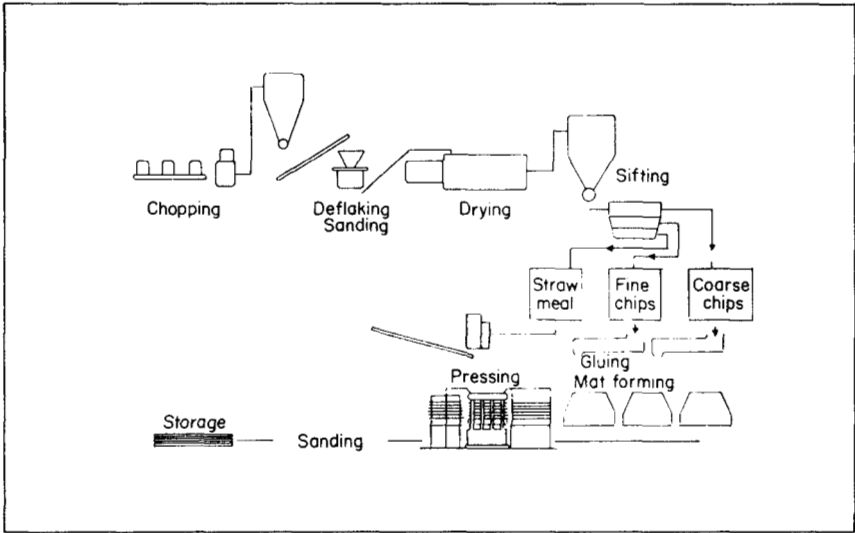 Chopping
Deflaking
Sanding
Drying
Sifting
Straw
meal
Fine
chips
Coarse
chips
Gluing
Mat forming
Pressing
Storage
Sanding